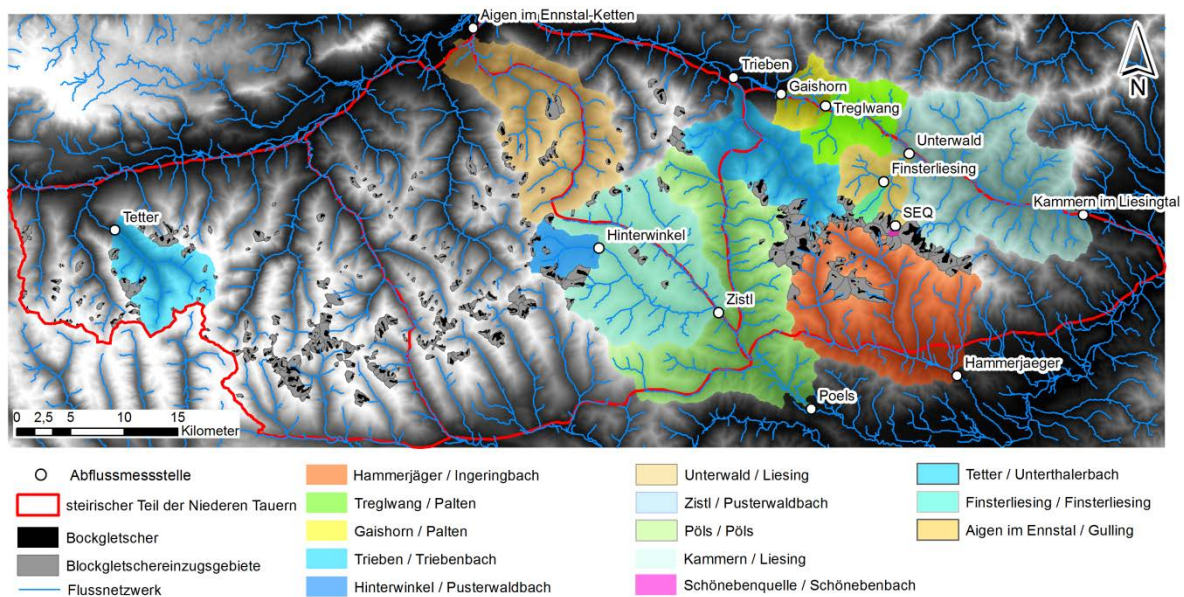 Aigen im Ennstal-Ketten
Trieben
Gaishorn
Treglwang
N
Unterwald
Finsterliesing
Kammern im Liesingtal
SEQ
Tetter
Hinterwinkel
Zistl
Hammerjaeger
Poels
0 2,5 5 10 15
Kilometer
Abflussmessstelle
steirischer Teil der Niederen Tauern
Bockgletscher
Blockgletschereinzugsgebiete
Flussnetzwerk
Hammerjäger / Ingeringbach
Treglwang / Palten
Gaishorn / Palten
Trieben / Triebenbach
Hinterwinkel / Pusterwaldbach
Unterwald / Liesing
Zistl / Pusterwaldbach
Pöls / Pöls
Kammern / Liesing
Schönebenquelle / Schönebenbach
Tetter / Unterthalerbach
Finsterliesing / Finsterliesing
Aigen im Ennstal / Gulling